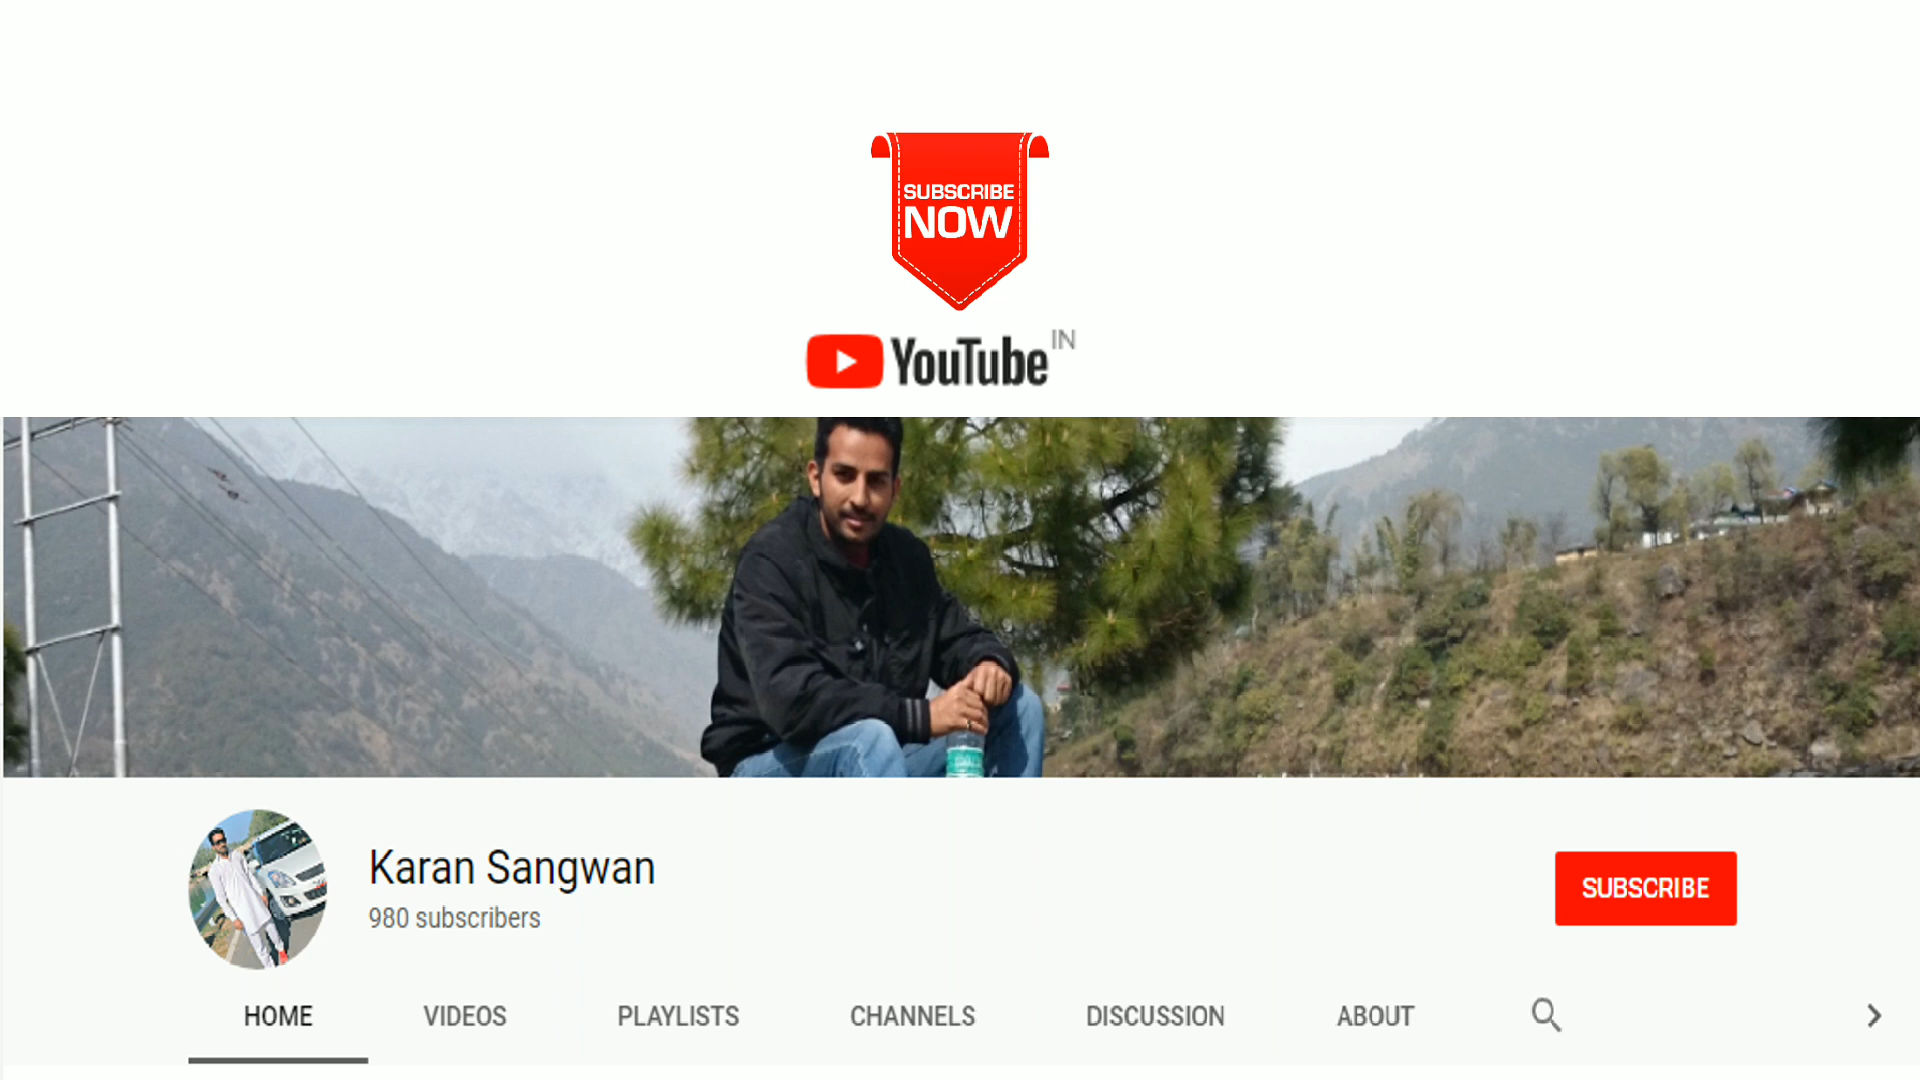 SUBSCRIBE
NOW
YouTube IN
Karan Sangwan
980 subscribers
SUBSCRIBE
HOME VIDEOS PLAYLISTS CHANNELS DISCUSSION ABOUT